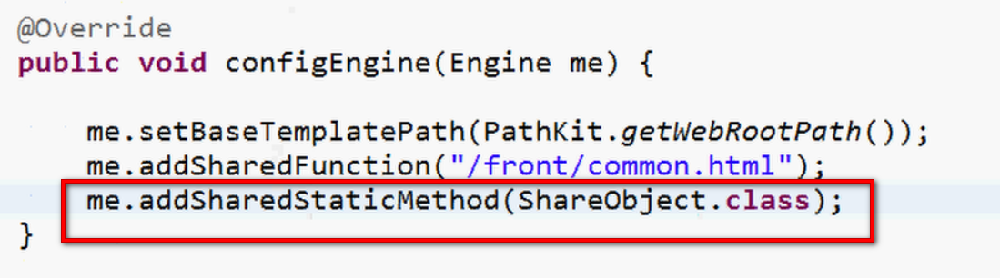 @Override
public void configEngine(Engine me) {
me.setBaseTemplatePath(PathKit.getWebRootPath());
me.addSharedFunction("/front/common.html");
me.addSharedStaticMethod(ShareObject.class);
}